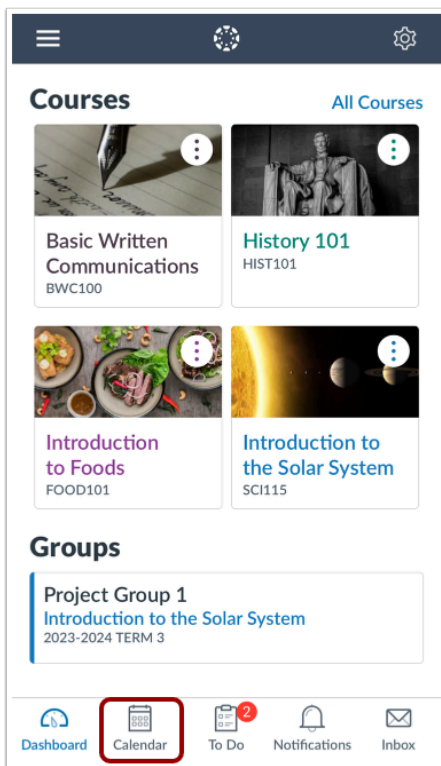 Courses
All Courses
Basic Written
Communications
BWC100
History 101
HIST101
Introduction
to Foods
FOOD101
Introduction to
the Solar System
SCI115
Groups
Project Group 1
Introduction to the Solar System
2023-2024 TERM 3
2
Dashboard
Calendar
To Do
Notifications
Inbox